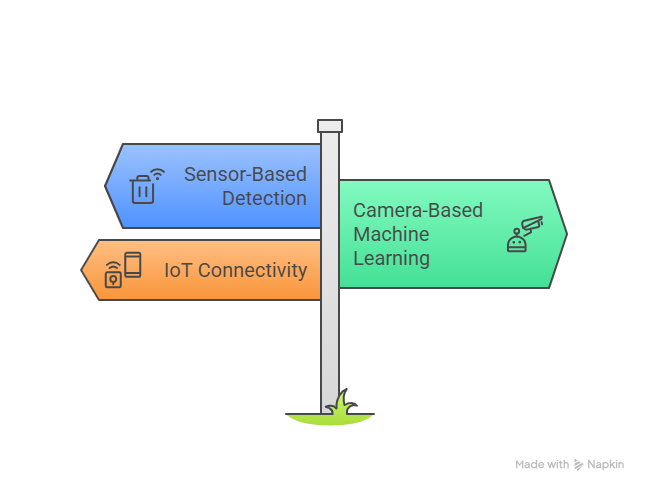 Sensor-Based
Detection
IoT Connectivity
Camera-Based
Machine
Learning
Made with Napkin